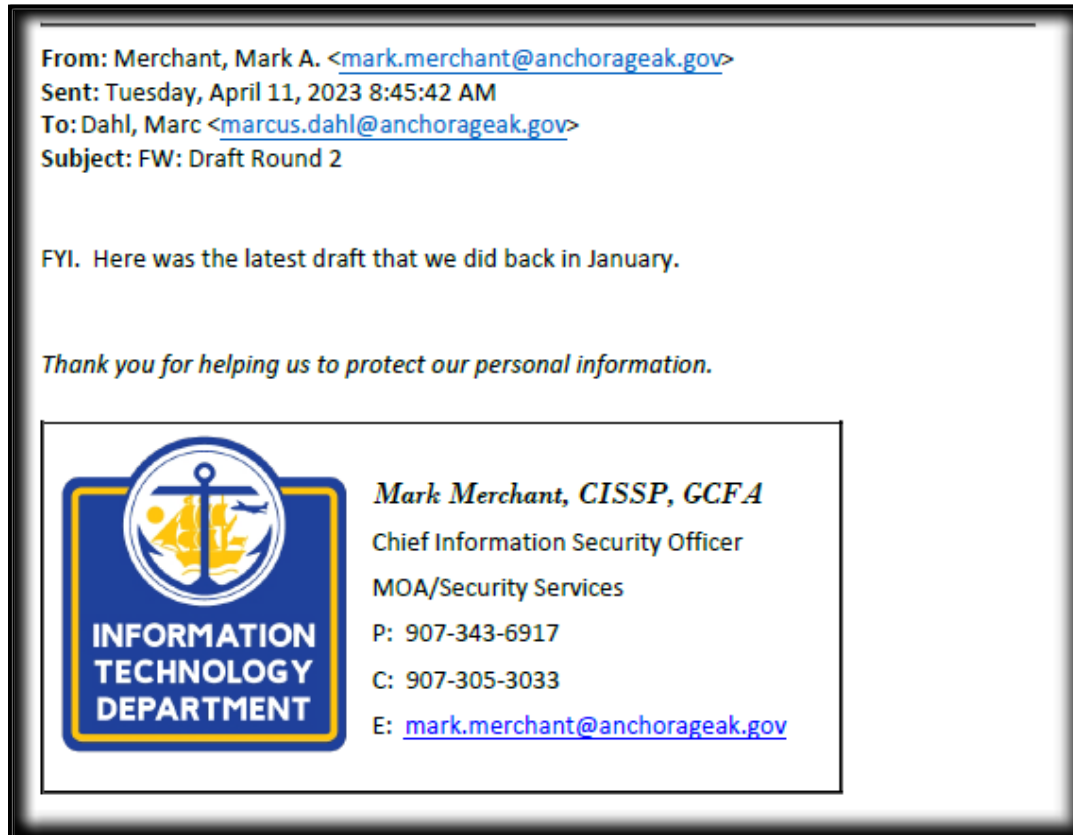 From: Merchant, Mark A. <mark.merchant@anchorageak.gov>
Sent: Tuesday, April 11, 2023 8:45:42 AM
To: Dahl, Marc <marcus.dahl@anchorageak.gov>
Subject: FW: Draft Round 2
FYI.  Here was the latest draft that we did back in January.
Thank you for helping us to protect our personal information.
INFORMATION
TECHNOLOGY
DEPARTMENT
Mark Merchant, CISSP, GCFA
Chief Information Security Officer
MOA/Security Services
P:  907-343-6917
C:  907-305-3033
E:  mark.merchant@anchorageak.gov